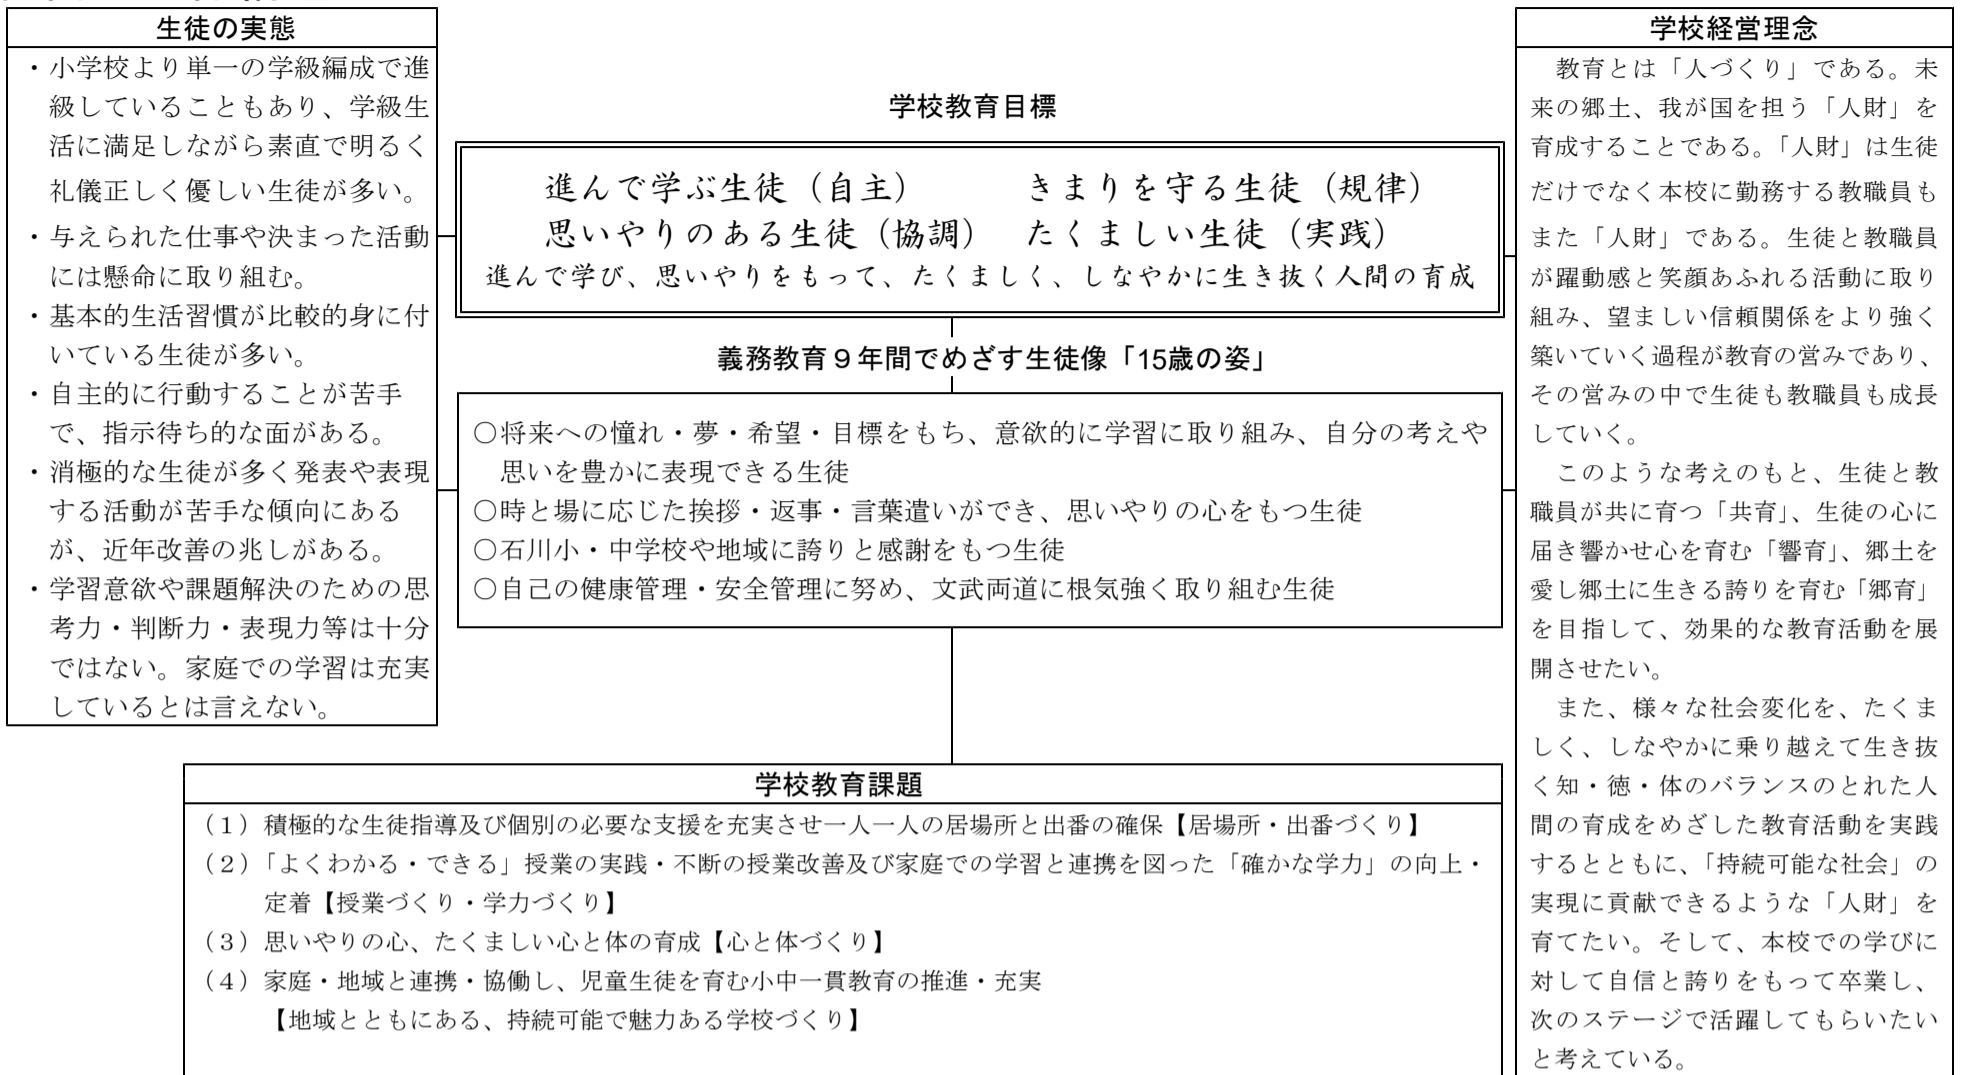 生徒の実態
・小学校より単一の学級編成で進
級していることもあり、学級生
活に満足しながら素直で明るく
礼儀正しく優しい生徒が多い。
・与えられた仕事や決まった活動
には懸命に取り組む。
・基本的生活習慣が比較的身に付
いている生徒が多い。
・自主的に行動することが苦手
で、指示待ち的な面がある。
・消極的な生徒が多く発表や表現
する活動が苦手な傾向にある
が、近年改善の兆しがある。
・学習意欲や課題解決のための思
考力・判断力・表現力等は十分
ではない。家庭での学習は充実
しているとは言えない。
学校教育目標
進んで学ぶ生徒（自主）　きまりを守る生徒（規律）
思いやりのある生徒（協調）　たくましい生徒（実践）
進んで学び、思いやりをもって、たくましく、しなやかに生き抜く人間の育成
義務教育９年間でめざす生徒像「15歳の姿」
○将来への憧れ・夢・希望・目標をもち、意欲的に学習に取り組み、自分の考えや
思いを豊かに表現できる生徒
○時と場に応じた挨拶・返事・言葉遣いができ、思いやりの心をもつ生徒
○石川小・中学校や地域に誇りと感謝をもつ生徒
○自己の健康管理・安全管理に努め、文武両道に根気強く取り組む生徒
学校教育課題
（１）積極的な生徒指導及び個別の必要な支援を充実させ一人一人の居場所と出番の確保【居場所・出番づくり】
（２）「よくわかる・できる」授業の実践・不断の授業改善及び家庭での学習と連携を図った「確かな学力」の向上・
定着【授業づくり・学力づくり】
（３）思いやりの心、たくましい心と体の育成【心と体づくり】
（４）家庭・地域と連携・協働し、児童生徒を育む小中一貫教育の推進・充実
【地域とともにある、持続可能で魅力ある学校づくり】
学校経営理念
教育とは「人づくり」である。未
来の郷土、我が国を担う「人財」を
育成することである。「人財」は生徒
だけでなく本校に勤務する教職員も
また「人財」である。生徒と教職員
が躍動感と笑顔あふれる活動に取り
組み、望ましい信頼関係をより強く
築いていく過程が教育の営みであり、
その営みの中で生徒も教職員も成長
していく。
このような考えのもと、生徒と教
職員が共に育つ「共育」、生徒の心に
届き響かせ心を育む「響育」、郷土を
愛し郷土に生きる誇りを育む「郷育」
を目指して、効果的な教育活動を展
開させたい。
また、様々な社会変化を、たくま
しく、しなやかに乗り越えて生き抜
く知・徳・体のバランスのとれた人
間の育成をめざした教育活動を実践
するとともに、「持続可能な社会」の
実現に貢献できるような「人財」を
育てたい。そして、本校での学びに
対して自信と誇りをもって卒業し、
次のステージで活躍してもらいたい
と考えている。